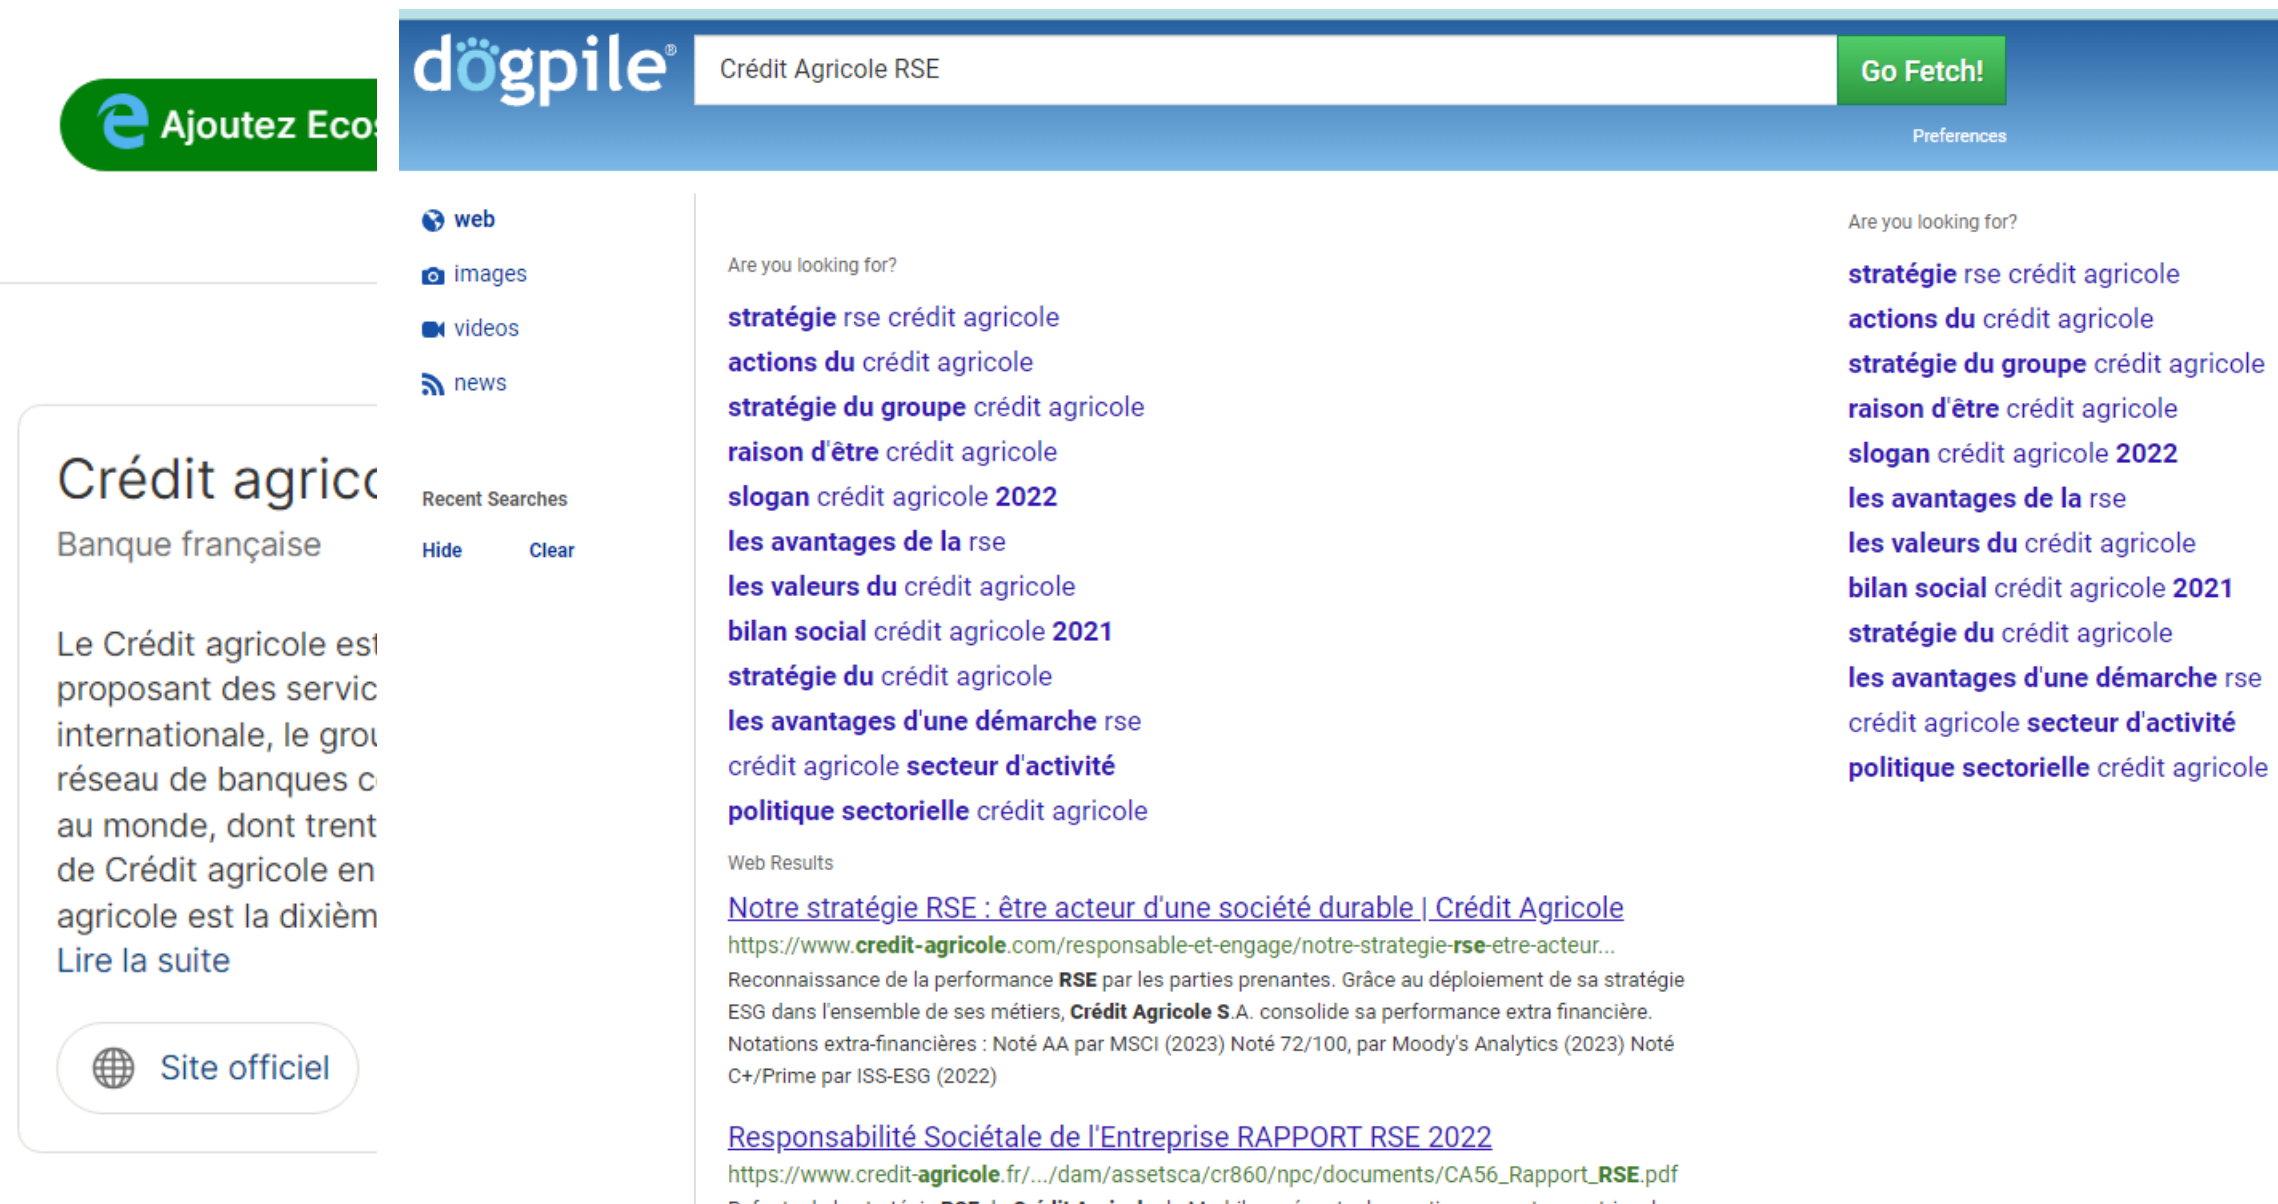 Ajoutez
Crédit
Banque française
Le Crédit agricole est
proposant des
internationale, le
réseau de banques
au monde, dont
de Crédit agricole en
agricole est la
Lire la suite
Site officiel
dogpile®
Crédit Agricole RSE
Go Fetch!
Preferences
web
images
videos
news
Recent Searches
Hide Clear
Are you looking for?
stratégie rse crédit agricole
actions du crédit agricole
stratégie du groupe crédit agricole
raison d'être crédit agricole
slogan crédit agricole 2022
les avantages de la rse
les valeurs du crédit agricole
bilan social crédit agricole 2021
stratégie du crédit agricole
les avantages d'une démarche rse
crédit agricole secteur d'activité
politique sectorielle crédit agricole
Web Results
Notre stratégie RSE : être acteur d'une société durable | Crédit Agricole
https://www.credit-agricole.com/responsable-et-engage/notre-strategie-rse-etre-acteur...
Reconnaissance de la performance RSE par les parties prenantes. Grâce au déploiement de sa stratégie
ESG dans l'ensemble de ses métiers, Crédit Agricole S.A. consolide sa performance extra financière.
Notations extra-financières : Noté AA par MSCI (2023) Noté 72/100, par Moody's Analytics (2023) Noté
C+/Prime par ISS-ESG (2022)
Responsabilité Sociétale de l'Entreprise RAPPORT RSE 2022
https://www.credit-agricole.fr/.../dam/assetsca/cr860/npc/documents/CA56_Rapport_RSE.pdf
Are you looking for?
stratégie rse crédit agricole
actions du crédit agricole
stratégie du groupe crédit agricole
raison d'être crédit agricole
slogan crédit agricole 2022
les avantages de la rse
les valeurs du crédit agricole
bilan social crédit agricole 2021
stratégie du crédit agricole
les avantages d'une démarche rse
crédit agricole secteur d'activité
politique sectorielle crédit agricole